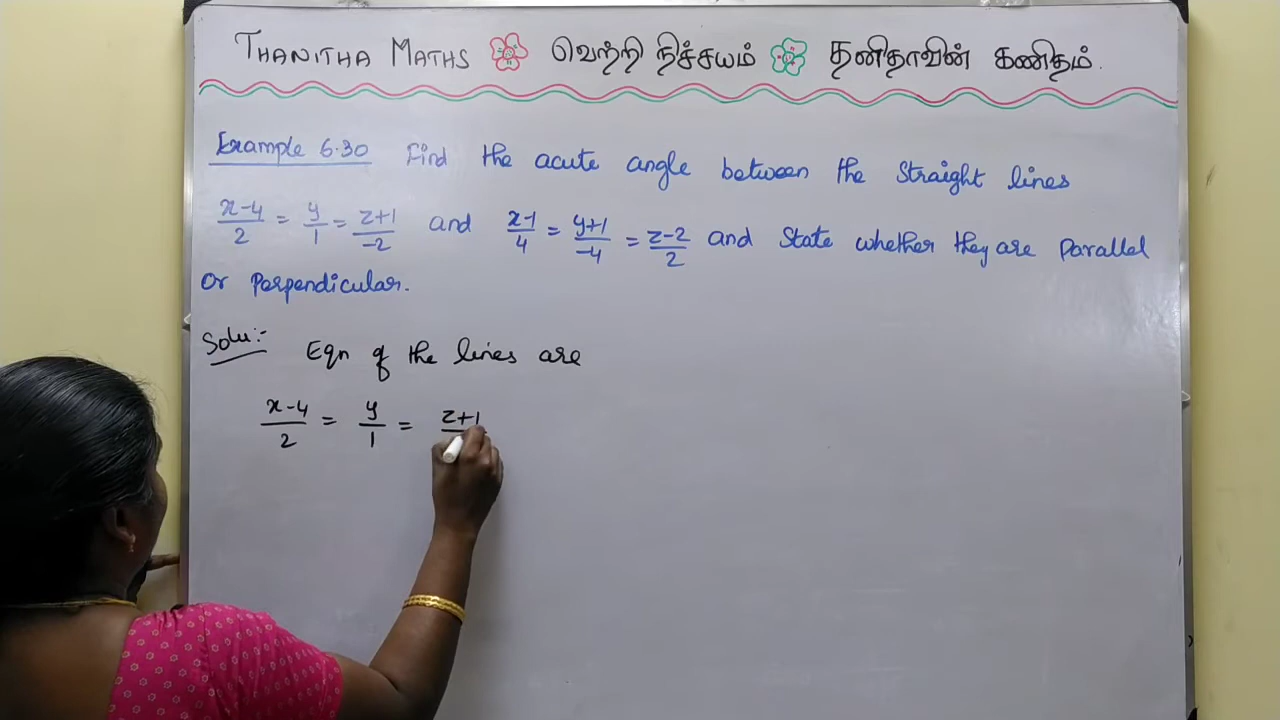 THANITHA MATHS வெற்றி நிச்சயம் தனிதாவின் கணிதம்.
Example 6.30 Find the acute angle between the straight lines
x-4/2 = y/1 = z+1/-2 and x-1/4 = y+1/-4 = z-2/2 and state whether they are parallel
or perpendicular.
Solu:- Eqn of the lines are
x-4/2 = y/1 = z+1